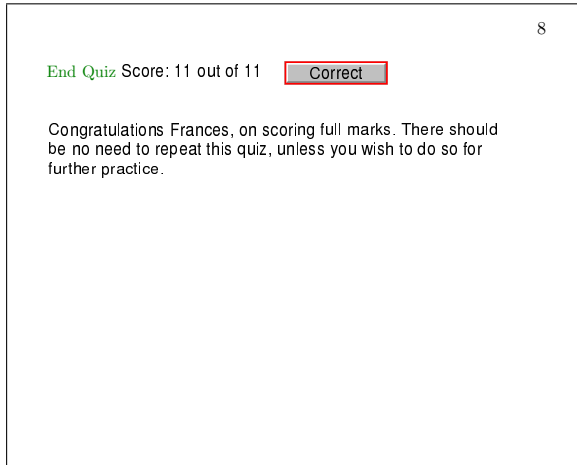 8
End Quiz Score: 11 out of 11 Correct
Congratulations Frances, on scoring full marks. There should
be no need to repeat this quiz, unless you wish to do so for
further practice.